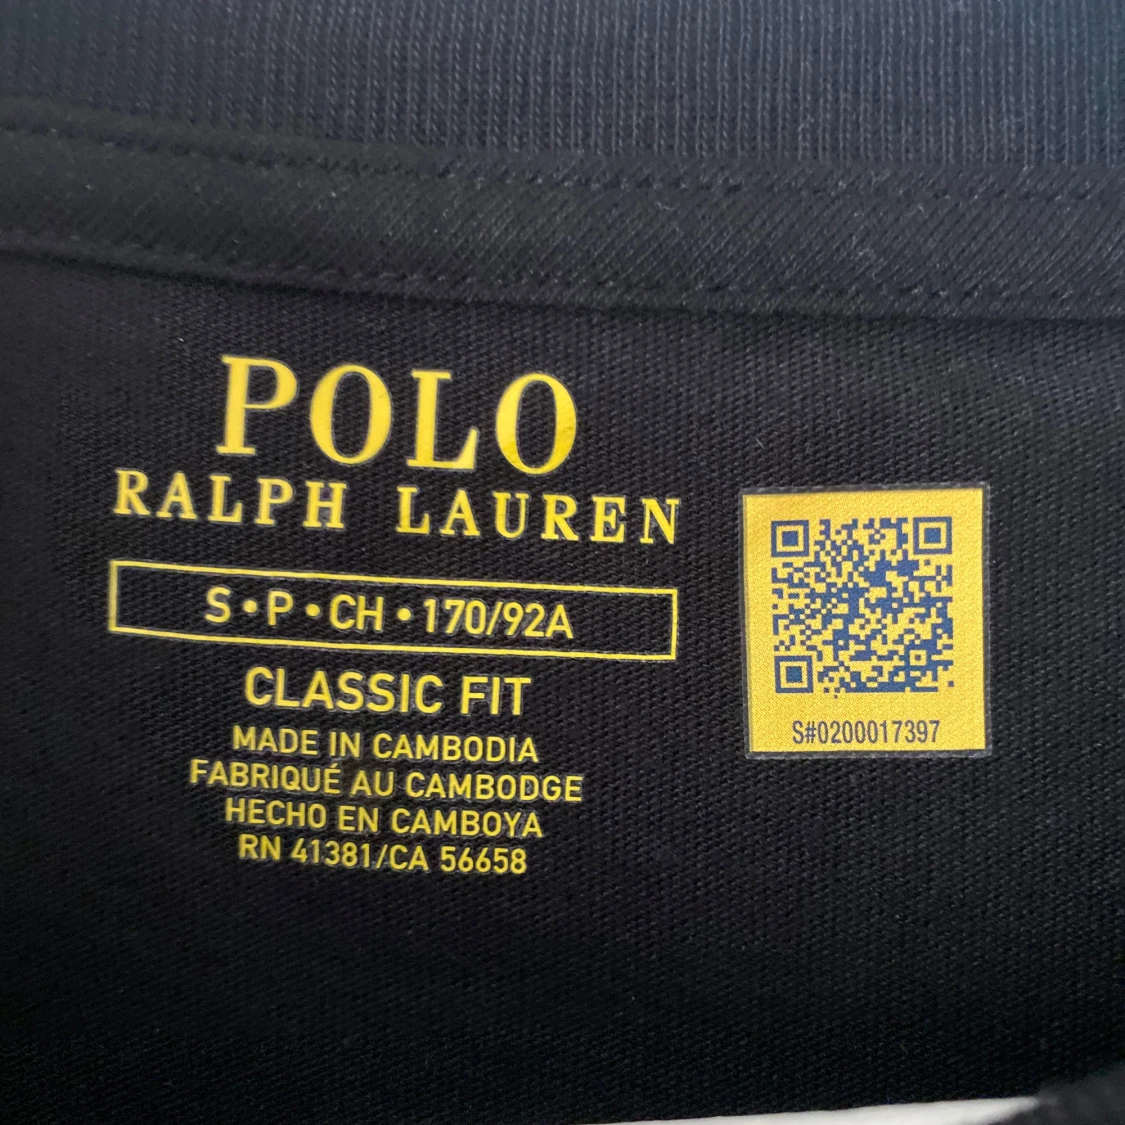 POLO
RALPH LAUREN
S • P • CH • 170/92A
CLASSIC FIT
MADE IN CAMBODIA
FABRIQUÉ AU CAMBODGE
HECHO EN CAMBOYA
RN 41381/CA 56658
S#0200017397